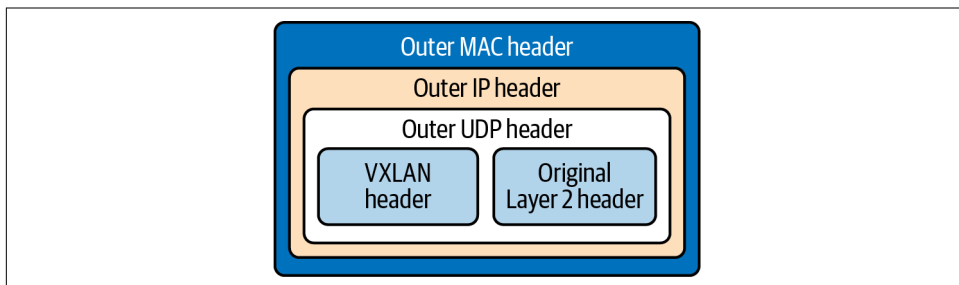 Outer MAC header
Outer IP header
Outer UDP header
VXLAN
header
Original
Layer 2 header